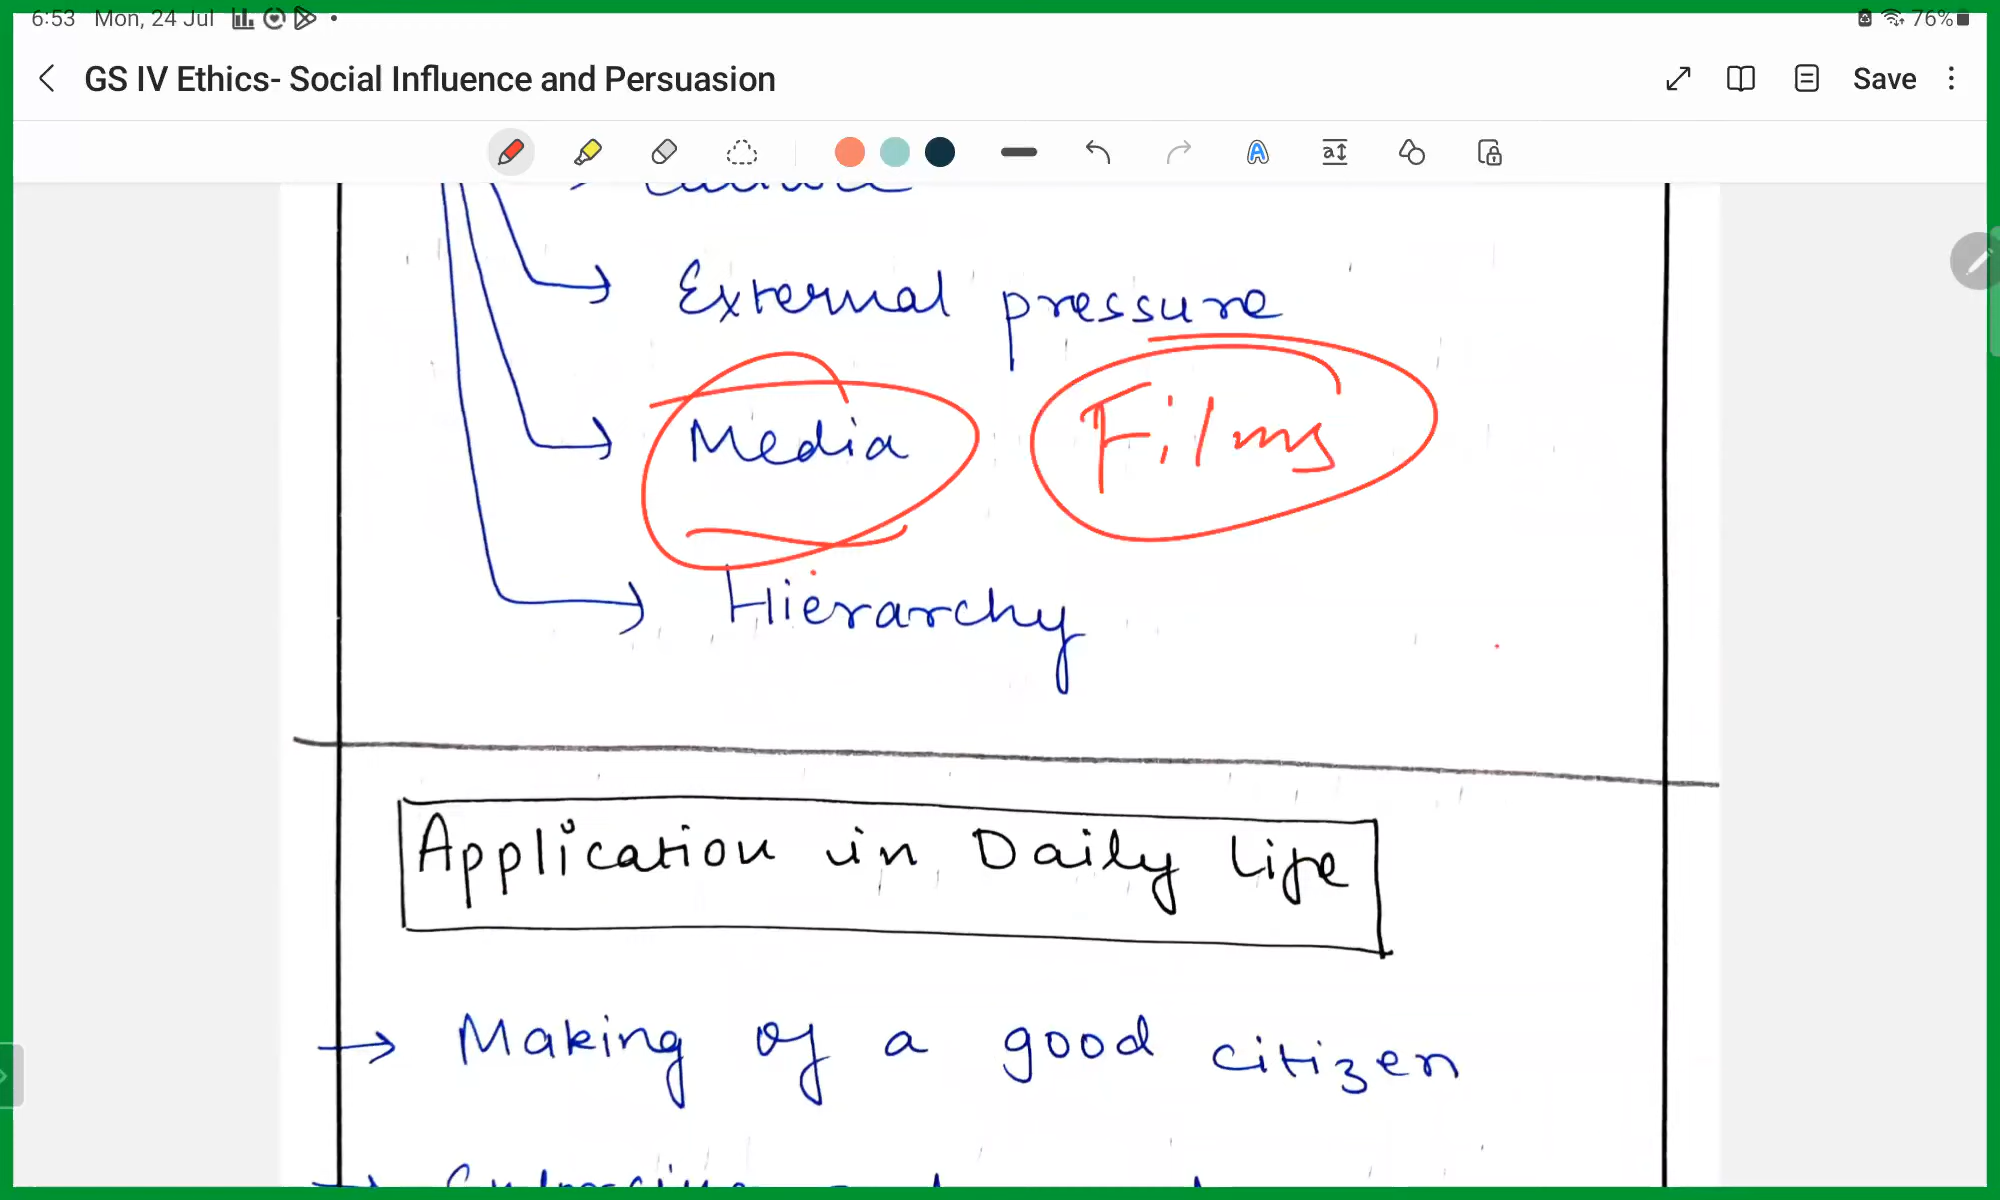 6:53 Mon, 24 Jul 76%
GS IV Ethics- Social Influence and Persuasion Save
External pressure
Media Films
Hierarchy
Application in Daily Life
→ Making of a good citizen